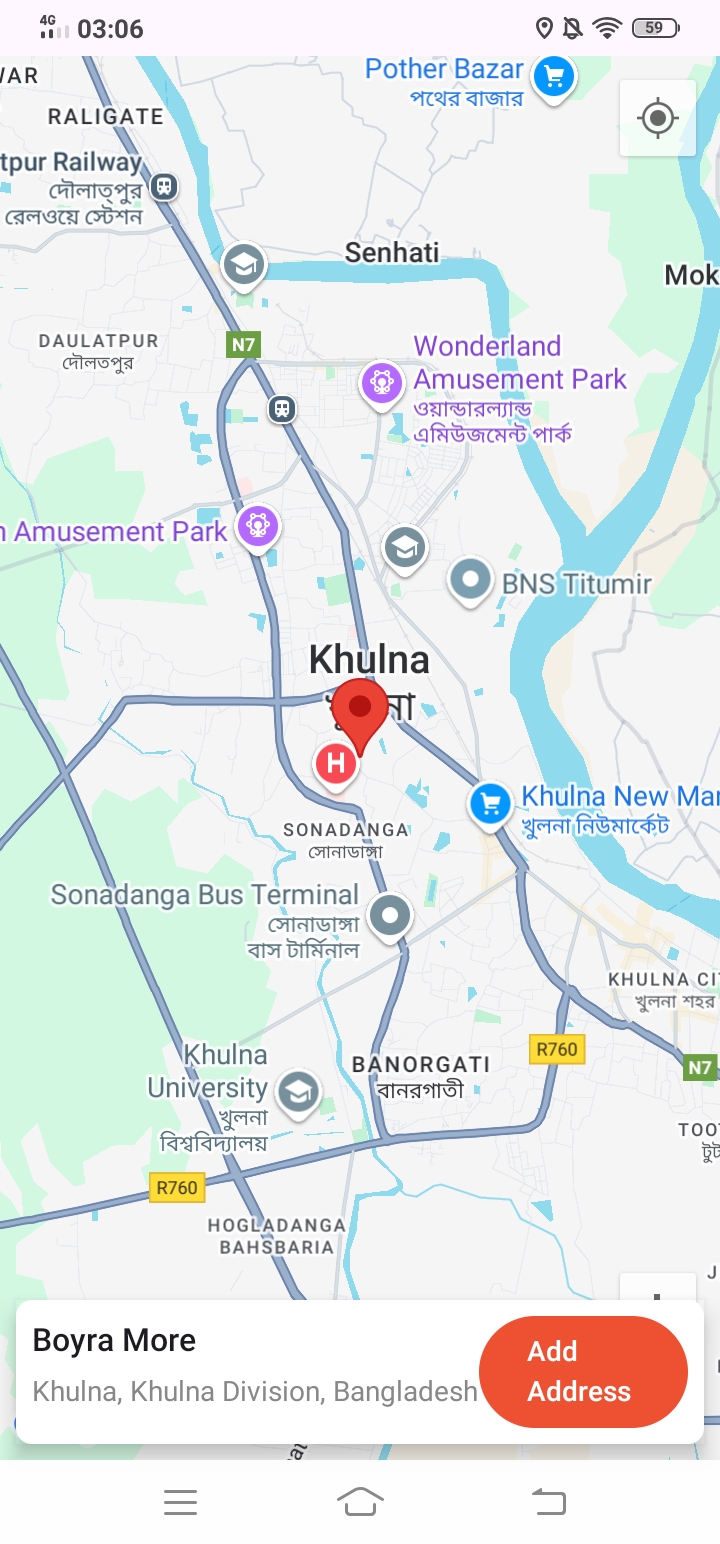 4G 03:06 59
Pother Bazar
পথের বাজার
RALIGATE
tpur Railway
দৌলাতপুর
রেলওয়ে স্টেশন
Senhati
Mok
DAULATPUR
দৌলতপুর
N7
Wonderland
Amusement Park
ওয়ান্ডারল্যান্ড
এমিউজমেন্ট পার্ক
Amusement Park
BNS Titumir
Khulna
H
Khulna New Mar
খুলনা নিউমার্কেট
SONADANGA
সোনাডাঙ্গা
Sonadanga Bus Terminal
সোনাডাঙ্গা
বাস টার্মিনাল
KHULNA CI
খুলনা শহর
R760
N7
Khulna
University
খুলনা
বিশ্ববিদ্যালয়
BANORGATI
বানরগাতী
TOO
R760
HOGLADANGA
BAHSBARIA
J
Boyra More
Khulna, Khulna Division, Bangladesh
Add
Address